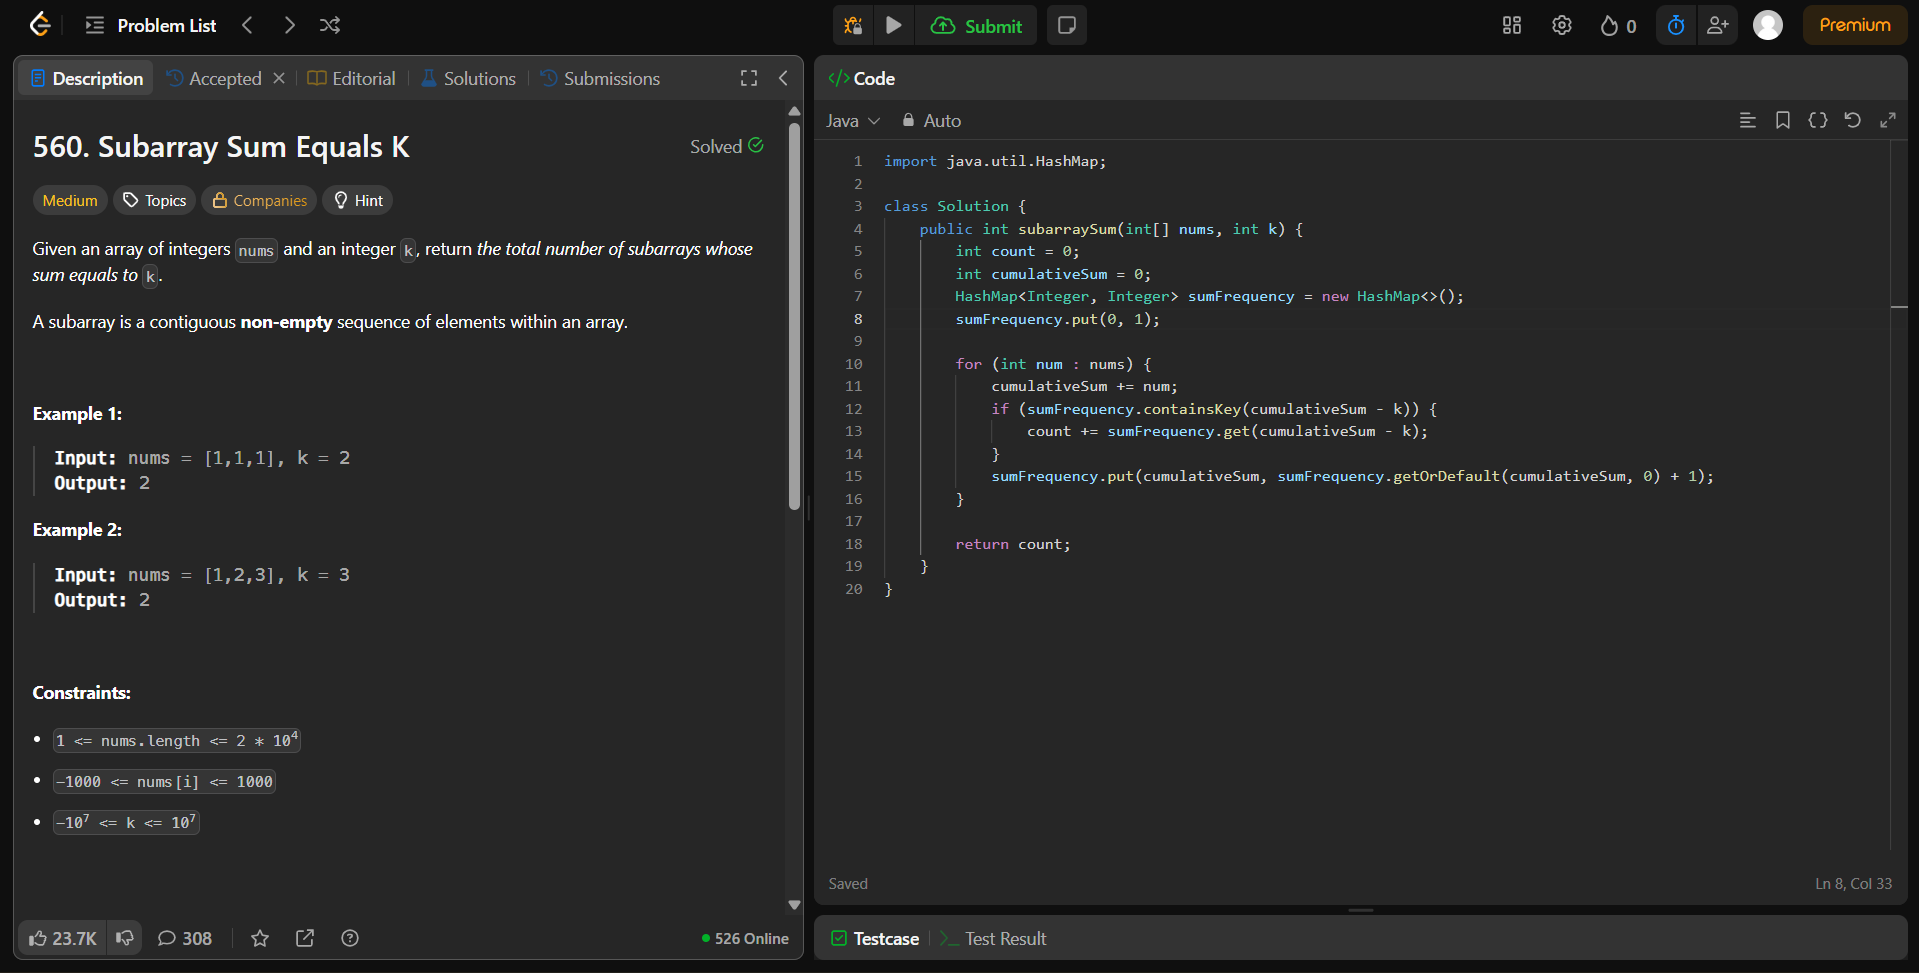 Problem List
Submit
0
Premium
Description
Accepted
Editorial
Solutions
Submissions
560. Subarray Sum Equals K
Solved
Medium
Topics
Companies
Hint
Given an array of integers nums and an integer k, return the total number of subarrays whose
sum equals to k.
A subarray is a contiguous non-empty sequence of elements within an array.
Example 1:
Input: nums = [1,1,1], k = 2
Output: 2
Example 2:
Input: nums = [1,2,3], k = 3
Output: 2
Constraints:
• 1 <= nums.length <= 2 * 10⁴
• -1000 <= nums[i] <= 1000
• -10⁷ <= k <= 10⁷
23.7K
308
526 Online
</> Code
Java
Auto
1 import java.util.HashMap;
2
3 class Solution {
4 public int subarraySum(int[] nums, int k) {
5 int count = 0;
6 int cumulativeSum = 0;
7 HashMap<Integer, Integer> sumFrequency = new HashMap<>();
8 sumFrequency.put(0, 1);
9
10 for (int num : nums) {
11 cumulativeSum += num;
12 if (sumFrequency.containsKey(cumulativeSum - k)) {
13 count += sumFrequency.get(cumulativeSum - k);
14 }
15 sumFrequency.put(cumulativeSum, sumFrequency.getOrDefault(cumulativeSum, 0) + 1);
16 }
17
18 return count;
19 }
20 }
Saved
Ln 8, Col 33
Testcase
Test Result